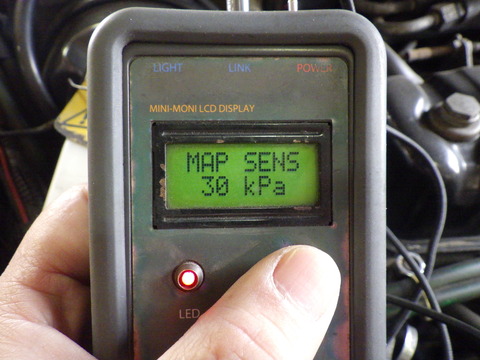 LIGHT LINK POWER
MINI-MONI LCD DISPLAY
MAP SENS
30 kPa
LED